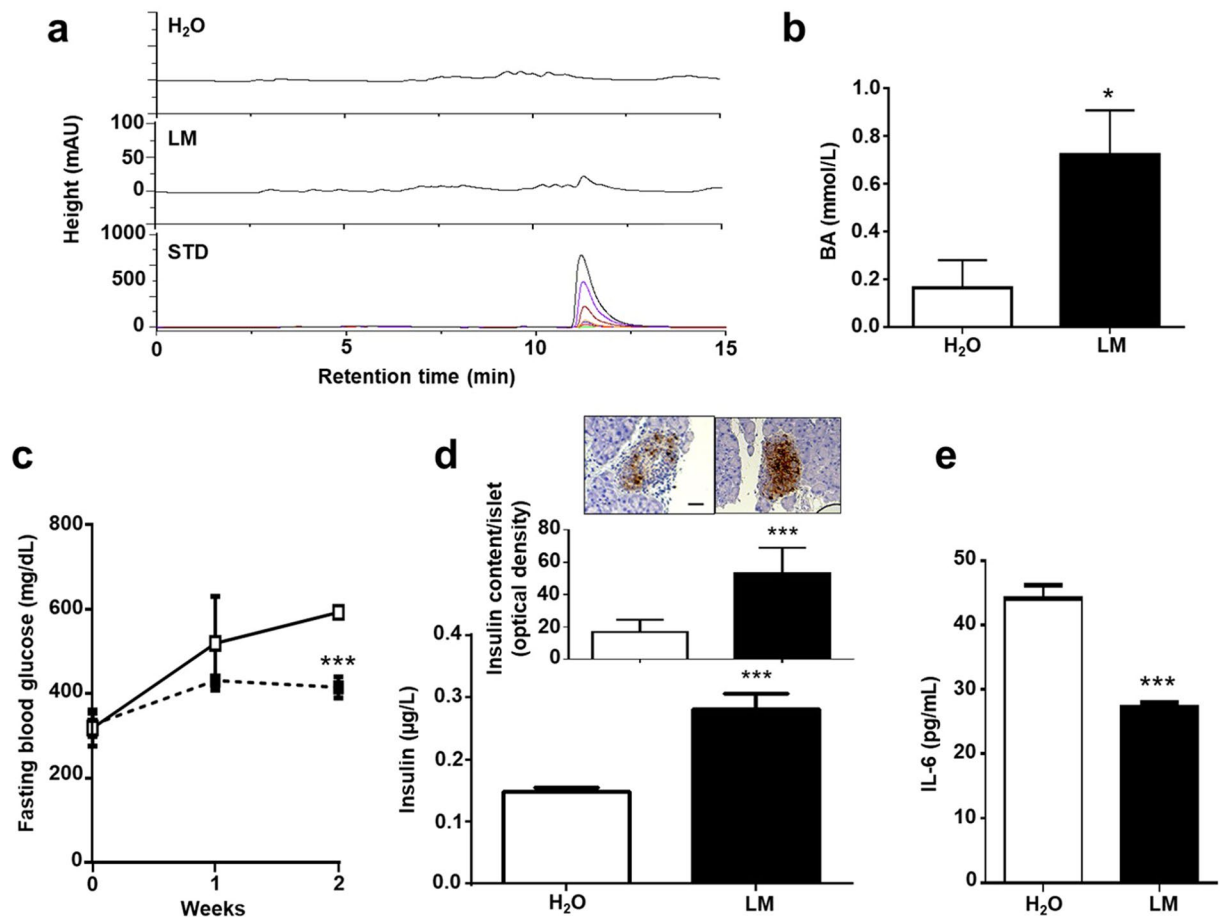 a
H₂O
LM
100
50
0
STD
1000
500
0
Height (mAU)
0 5 10 15
Retention time (min)
b
1.0
0.8
0.6
0.4
0.2
0.0
BA (mmol/L)
*
H₂O LM
c
800
600
400
200
0
Fasting blood glucose (mg/dL)
***
0 1 2
Weeks
d
80
60
40
20
0
Insulin content/islet
(optical density)
***
0.4
0.3
0.2
0.1
0.0
Insulin (µg/L)
***
H₂O LM
e
50
40
30
20
10
0
IL-6 (pg/mL)
***
H₂O LM